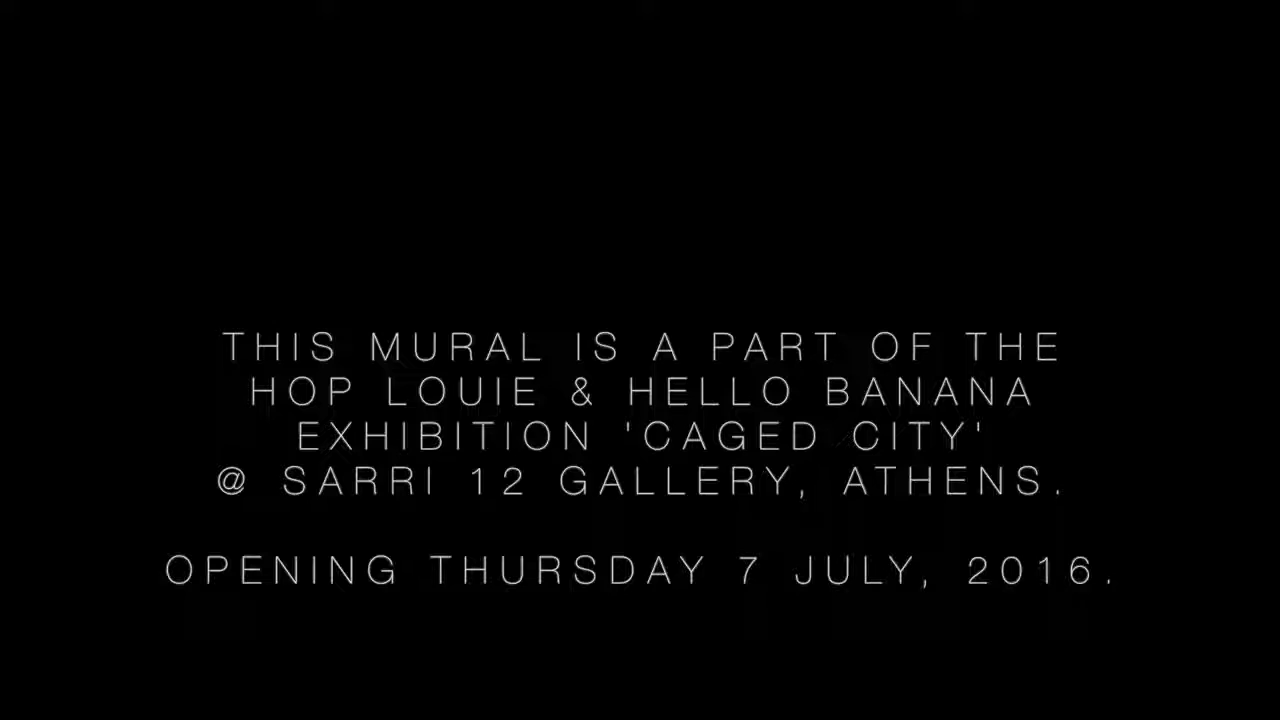 THIS MURAL IS A PART OF THE
HOP LOUIE & HELLO BANANA
EXHIBITION 'CAGED CITY'
@ SARRI 12 GALLERY, ATHENS.
OPENING THURSDAY 7 JULY, 2016.